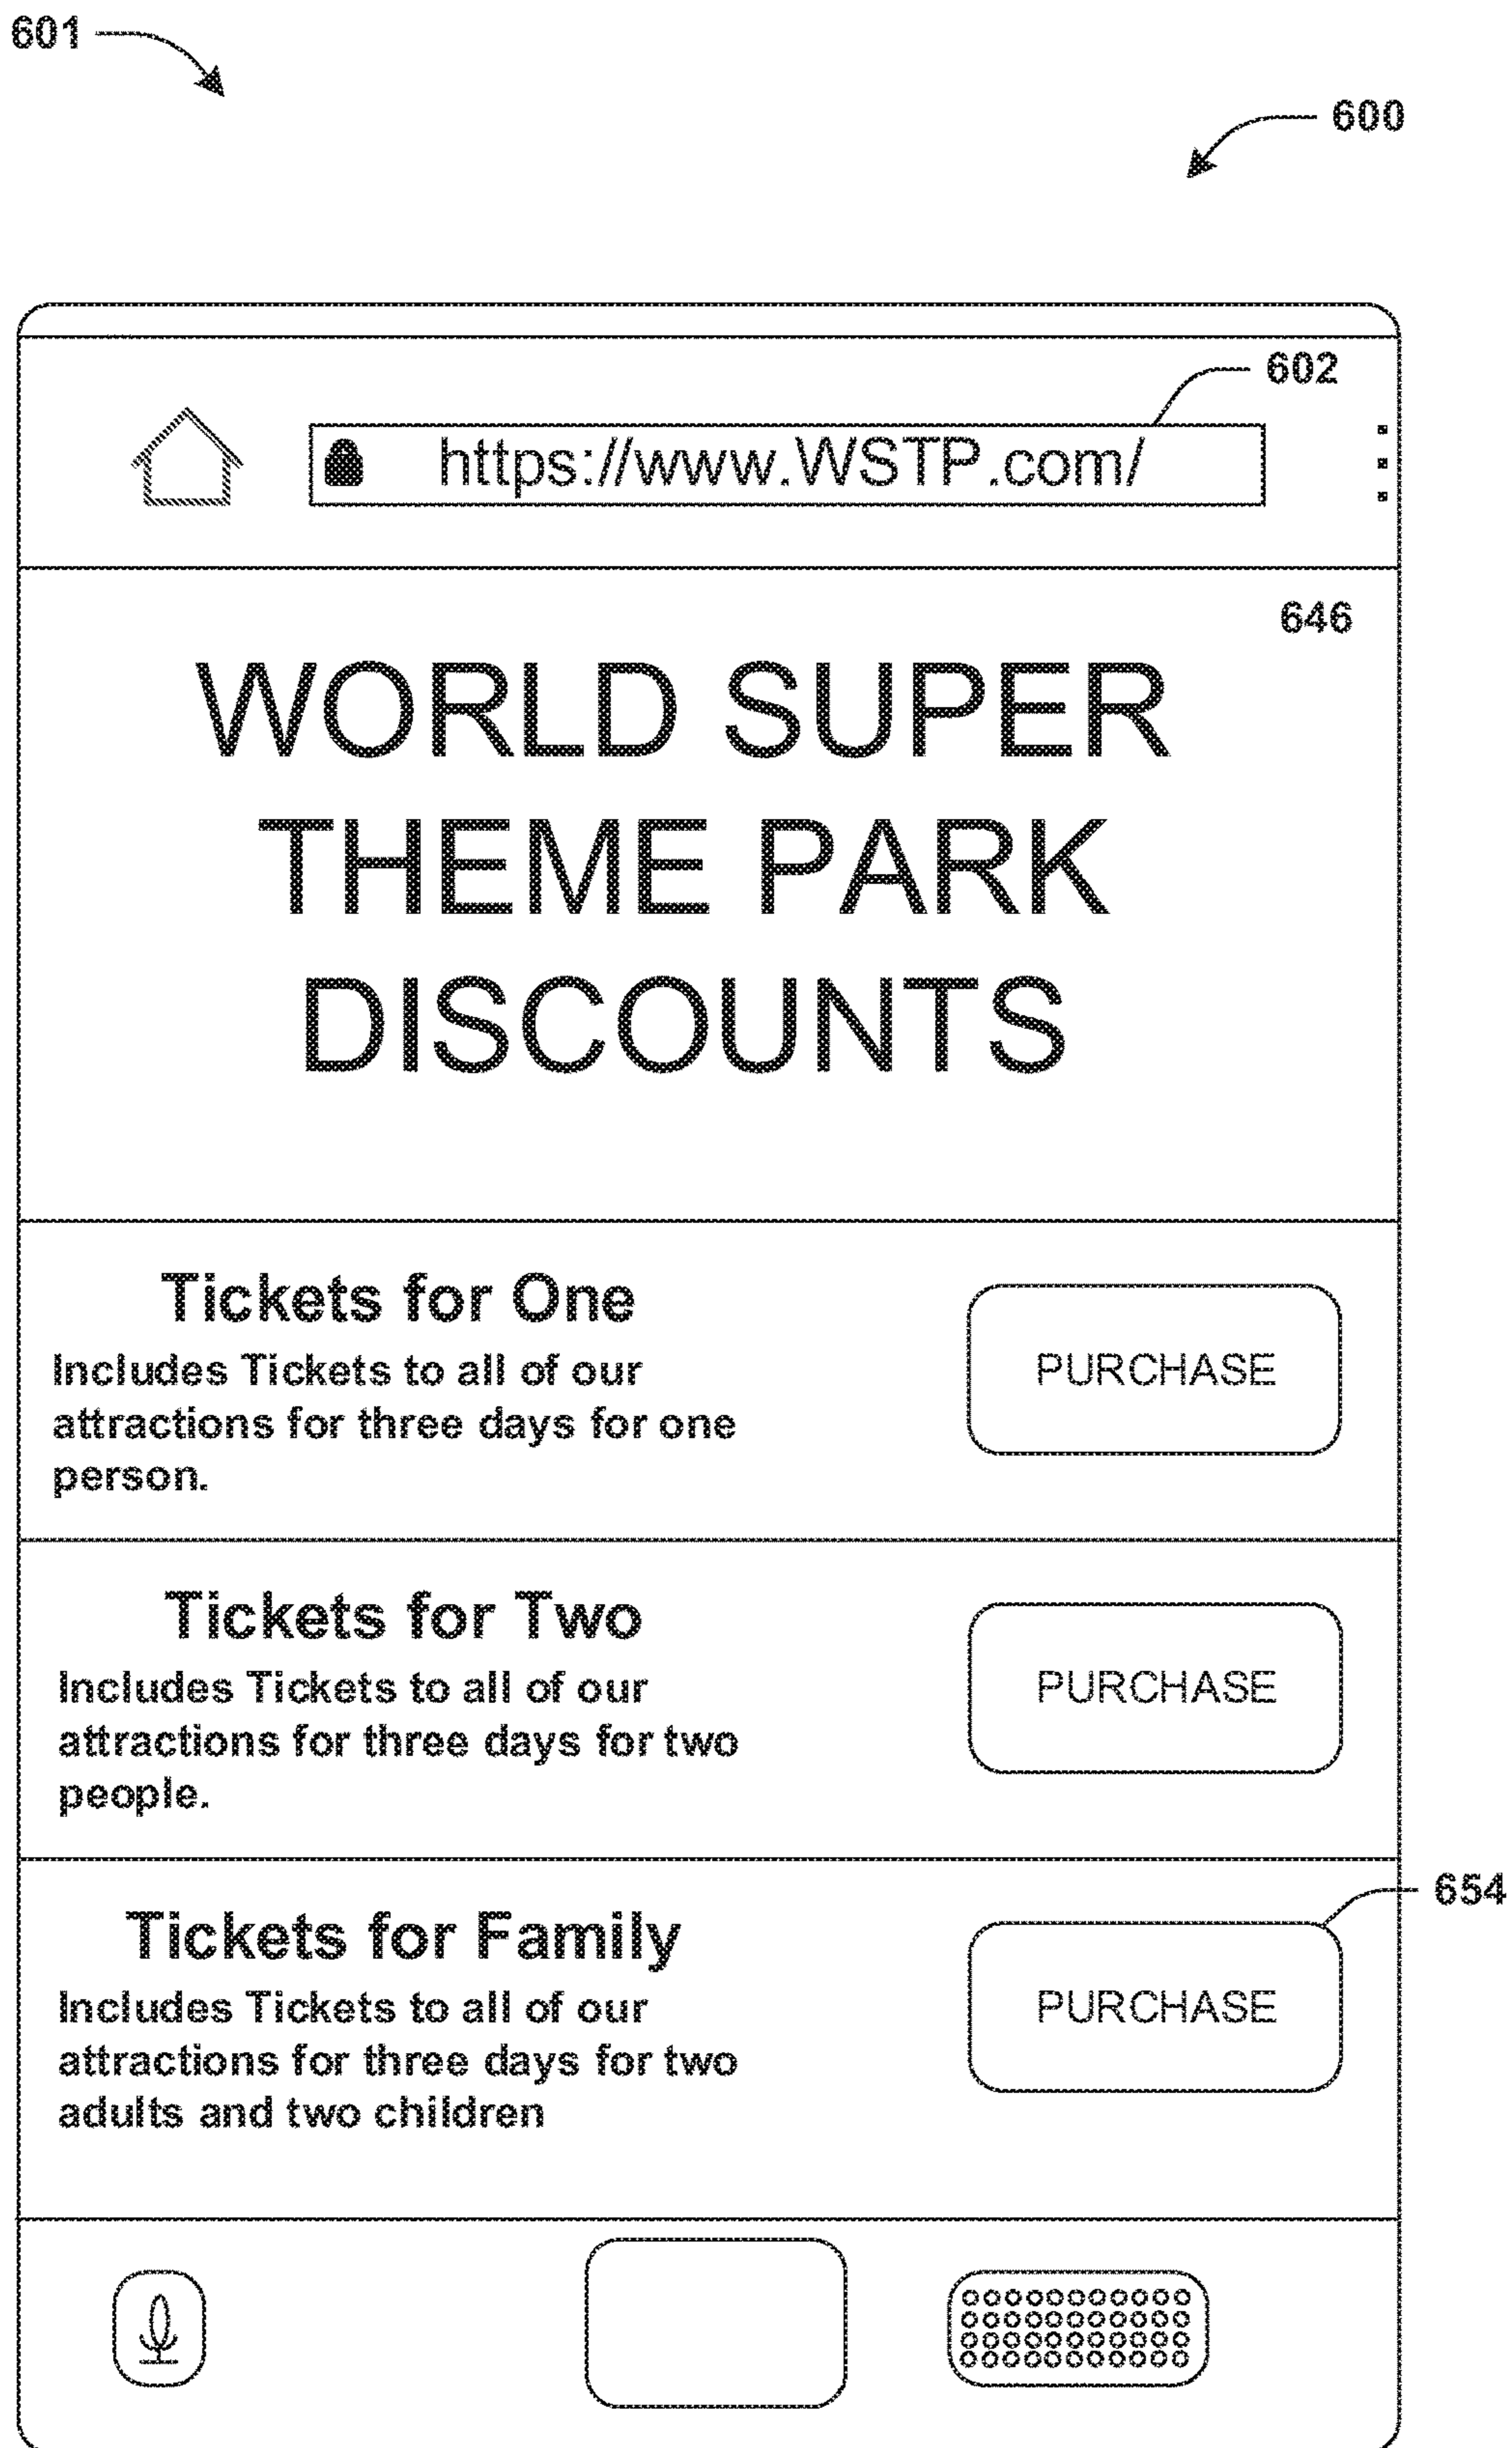 601
600
602
https://www.WSTP.com/
646
WORLD SUPER
THEME PARK
DISCOUNTS
Tickets for One
Includes Tickets to all of our
attractions for three days for one
person.
PURCHASE
Tickets for Two
Includes Tickets to all of our
attractions for three days for two
people.
PURCHASE
654
Tickets for Family
Includes Tickets to all of our
attractions for three days for two
adults and two children
PURCHASE